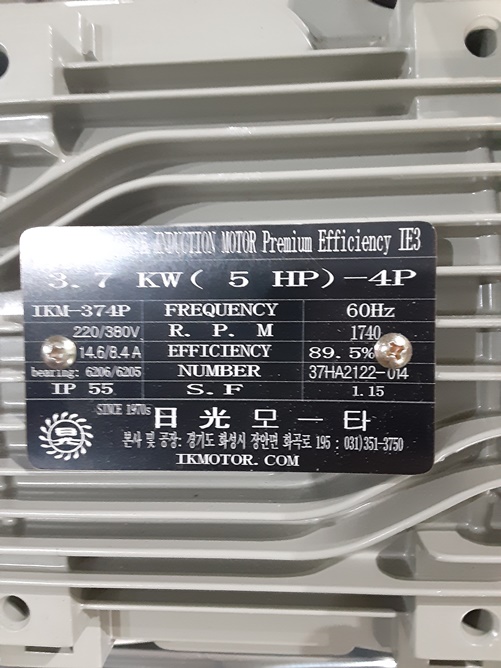 INDUCTION MOTOR Premium Efficiency IE3
3.7 KW( 5 HP)-4P
IKM-374P FREQUENCY 60Hz
220/380V R. P. M 1740
14.6/8.4 A EFFICIENCY 89.5%
bearing: 6206/6205 NUMBER 37HA2122-014
IP 55 S.F 1.15
SINCE 1970s
日光모-타
본사 및 공장: 경기도 화성시 장안면 화곡로 195 : 031)351-3750
IKMOTOR.COM